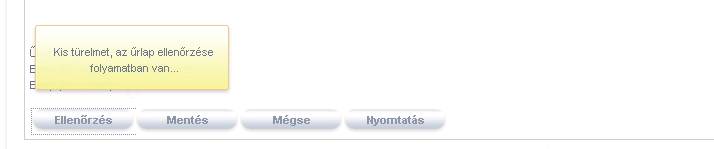 Kis türelmet, az űrlap ellenőrzése
folyamatban van...
Ellenőrzés Mentés Mégse Nyomtatás